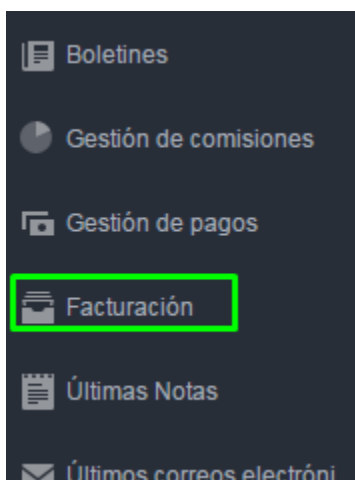 Boletines
Gestión de comisiones
Gestión de pagos
Facturación
Últimas Notas
Últimos correos electróni...